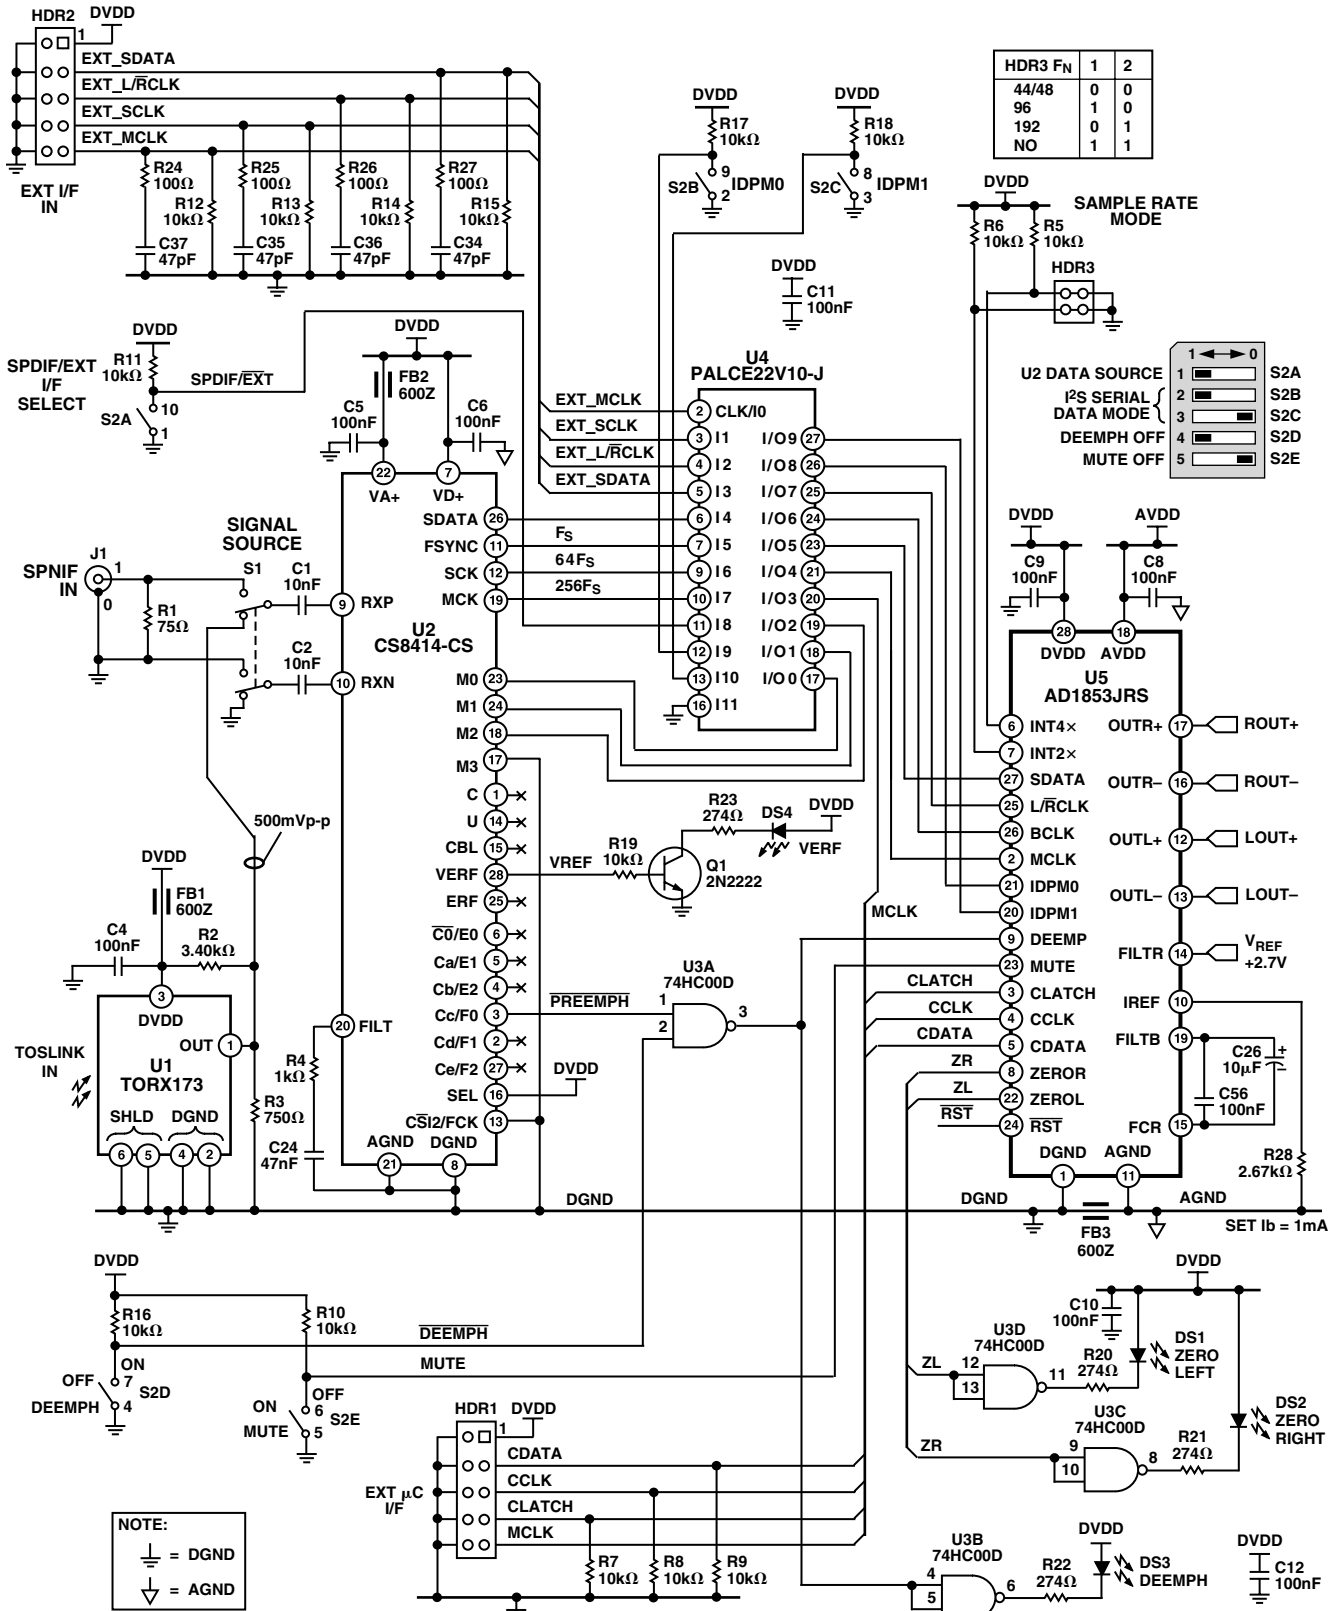 HDR2 DVDD
1
EXT_SDATA
EXT_L/R̅CLK
EXT_SCLK
EXT_MCLK
EXT I/F
IN
R24
100Ω
R12
10kΩ
C37
47pF
R25
100Ω
R13
10kΩ
C35
47pF
R26
100Ω
R14
10kΩ
C36
47pF
R27
100Ω
R15
10kΩ
C34
47pF
DVDD
R17
10kΩ
9
S2B
IDPM0
2
DVDD
R18
10kΩ
8
S2C
IDPM1
3
HDR3 FN 1 2
44/48 0 0
96 1 0
192 0 1
NO 1 1
DVDD
SAMPLE RATE
MODE
R6
10kΩ
R5
10kΩ
HDR3
DVDD
C11
100nF
1 0
U2 DATA SOURCE 1 S2A
I²S SERIAL
DATA MODE
2 S2B
3 S2C
DEEMPH OFF 4 S2D
MUTE OFF 5 S2E
DVDD
SPDIF/EXT
I/F
SELECT
R11
10kΩ
SPDIF/E̅X̅T̅
10
S2A
1
DVDD
FB2
600Z
C5
100nF
C6
100nF
22
VA+
7
VD+
U4
PALCE22V10-J
EXT_MCLK 2 CLK/I0
EXT_SCLK 3 I1
EXT_L/R̅CLK 4 I2
EXT_SDATA 5 I3
6 I4
7 I5
9 I6
10 I7
11 I8
12 I9
13 I10
16 I11
I/O9 27
I/O8 26
I/O7 25
I/O6 24
I/O5 23
I/O4 21
I/O3 20
I/O2 19
I/O1 18
I/O 0 17
SIGNAL
SOURCE
J1
1
SPNIF
IN
0
R1
75Ω
S1
C1
10nF
C2
10nF
9 RXP
10 RXN
U2
CS8414-CS
SDATA 26
FSYNC 11 FS
SCK 12 64FS
MCK 19 256FS
M0 23
M1 24
M2 18
M3 17
C 1
U 14
CBL 15
VERF 28 VREF
ERF 25
C̅0̅/E0 6
Ca/E1 5
Cb/E2 4
Cc/F0 3 P̅R̅E̅E̅M̅P̅H̅
Cd/F1 2
Ce/F2 27
SEL 16 DVDD
CS̅12/FCK 13
20 FILT
AGND DGND
21 8
R4
1kΩ
C24
47nF
500mVp-p
DVDD
FB1
600Z
C4
100nF
R2
3.40kΩ
3
DVDD
TOSLINK
IN
U1
TORX173
OUT 1
R3
750Ω
SHLD DGND
6 5 4 2
R19
10kΩ
R23
274Ω
DS4
DVDD
VERF
Q1
2N2222
U3A
74HC00D
1
2
3
DVDD AVDD
C9
100nF
C8
100nF
28
DVDD
18
AVDD
U5
AD1853JRS
6 INT4×
7 INT2×
27 SDATA
25 L/R̅CLK
26 BCLK
2 MCLK
21 IDPM0
20 IDPM1
9 DEEMP
23 MUTE
3 CLATCH
4 CCLK
5 CDATA
8 ZEROR
22 ZEROL
24 R̅S̅T̅
OUTR+ 17 ROUT+
OUTR– 16 ROUT–
OUTL+ 12 LOUT+
OUTL– 13 LOUT–
FILTR 14 VREF
+2.7V
IREF 10
FILTB 19
FCR 15
C26
10μF
+
–
C56
100nF
R28
2.67kΩ
MCLK
CLATCH
CCLK
CDATA
ZR
ZL
R̅S̅T̅
DGND AGND
1 11
DGND
DGND
AGND
FB3
600Z
SET Ib = 1mA
DVDD
R16
10kΩ
R10
10kΩ
D̅E̅E̅M̅P̅H̅
MUTE
ON
OFF 7
S2D
DEEMPH 4
OFF
ON 6
S2E
MUTE 5
HDR1 DVDD
1
CDATA
CCLK
CLATCH
MCLK
EXT μC
I/F
R7
10kΩ
R8
10kΩ
R9
10kΩ
DVDD
C10
100nF
U3D
74HC00D
ZL 12
13
11
R20
274Ω
DS1
ZERO
LEFT
U3C
74HC00D
ZR 9
10
8
R21
274Ω
DS2
ZERO
RIGHT
U3B
74HC00D
4
5
6
R22
274Ω
DVDD
DS3
DEEMPH
DVDD
C12
100nF
NOTE:
= DGND
= AGND